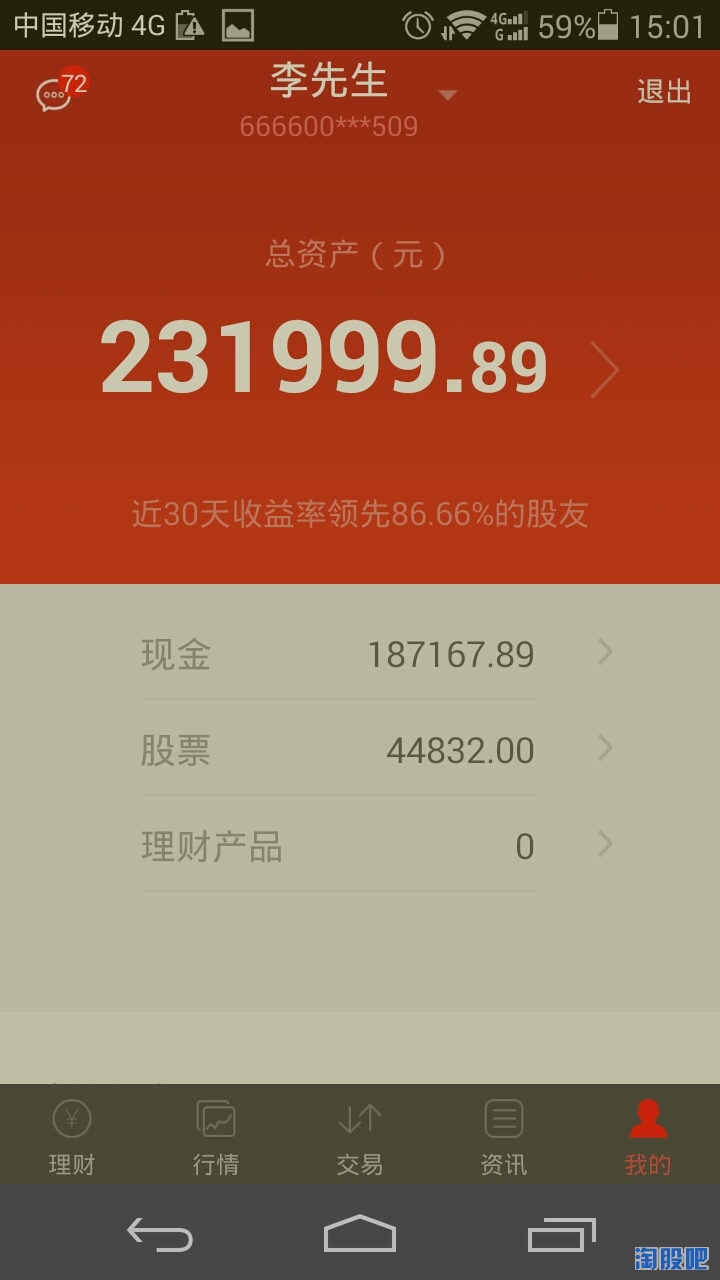 中国移动 4G 4G G 59% 15:01
72
李先生
退出
666600***509
总资产（元）
231999.89
近30天收益率领先86.66%的股友
现金 187167.89
股票 44832.00
理财产品 0
理财 行情 交易 资讯 我的
淘股吧